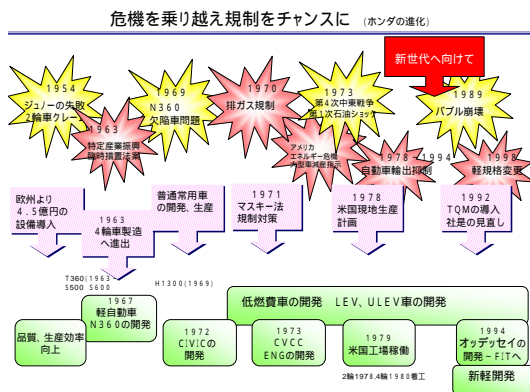 危機を乗り越え規制をチャンスに (ホンダの進化)
新世代へ向けて
1954
ジュノーの失敗
2輪車クレーム
1963
特定産業振興
臨時措置法案
1969
N360
欠陥車問題
1970
排ガス規制
1973
第4次中東戦争
第1次石油ショック
アメリカ
エネルギー危機
大型車減産指示
1978~1994
自動車輸出抑制
1989
バブル崩壊
1998
軽規格変更
欧州より
4.5億円の
設備導入
1963
4輪車製造
へ進出
普通常用車
の開発、生産
1971
マスキー法
規制対策
1978
米国現地生産
計画
1992
TQMの導入
社是の見直し
T360(1963)
S500 S600
H1300(1969)
低燃費車の開発 LEV、ULEV車の開発
品質、生産効率
向上
1967
軽自動車
N360の開発
1972
CIVICの
開発
1973
CVCC
ENGの開発
1979
米国工場稼働
2輪1978,4輪1980着工
1994
オッデッセイの
開発~FITへ
新軽開発